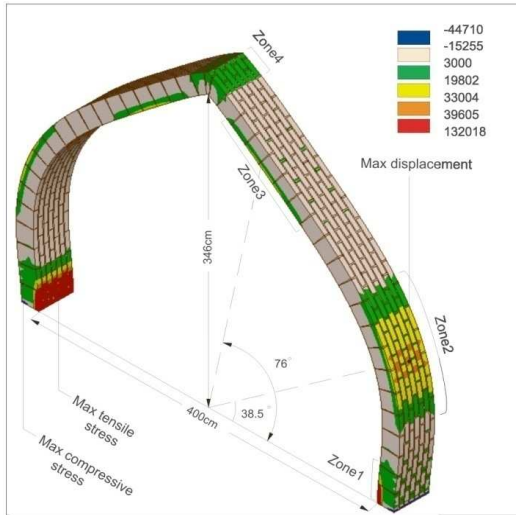 Zone4
-44710
-15255
3000
19802
33004
39605
132018
Max displacement
Zone3
346cm
Zone2
76°
38.5°
400cm
Max tensile
stress
Max compressive
stress
Zone1